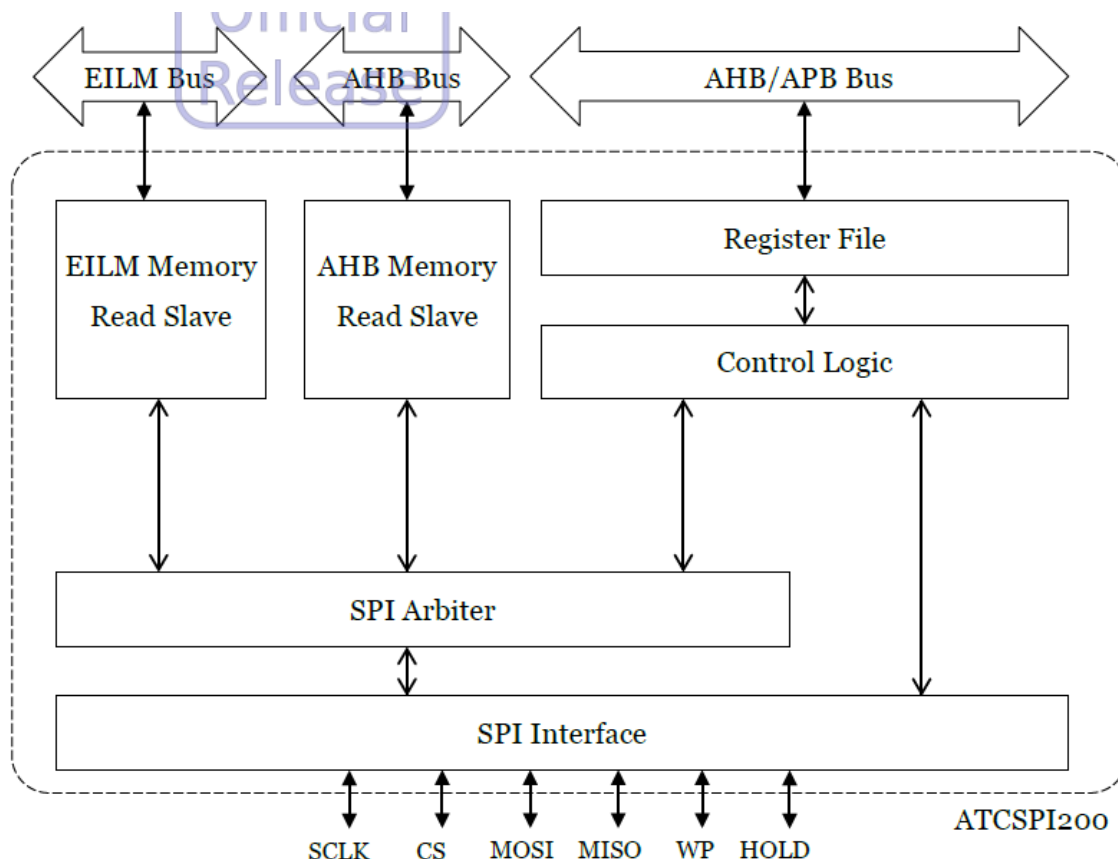 Official
Release
EILM Bus
AHB Bus
AHB/APB Bus
EILM Memory
Read Slave
AHB Memory
Read Slave
Register File
Control Logic
SPI Arbiter
SPI Interface
ATCSPI200
SCLK
CS
MOSI
MISO
WP
HOLD